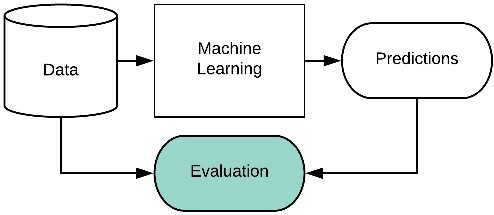 Data
Machine
Learning
Predictions
Evaluation